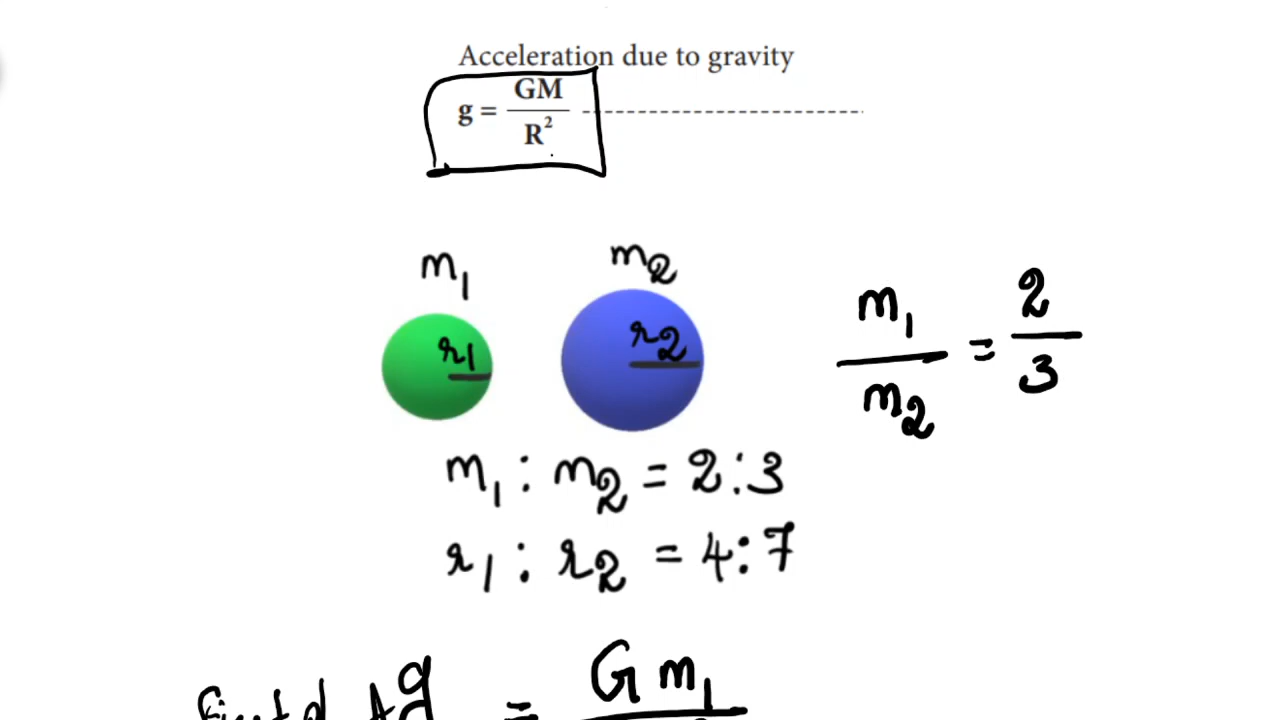 Acceleration due to gravity
g = GM / R²
m₁ m₂
r₁ r₂
m₁ / m₂ = 2 / 3
m₁ : m₂ = 2 : 3
r₁ : r₂ = 4 : 7
g = G m₁